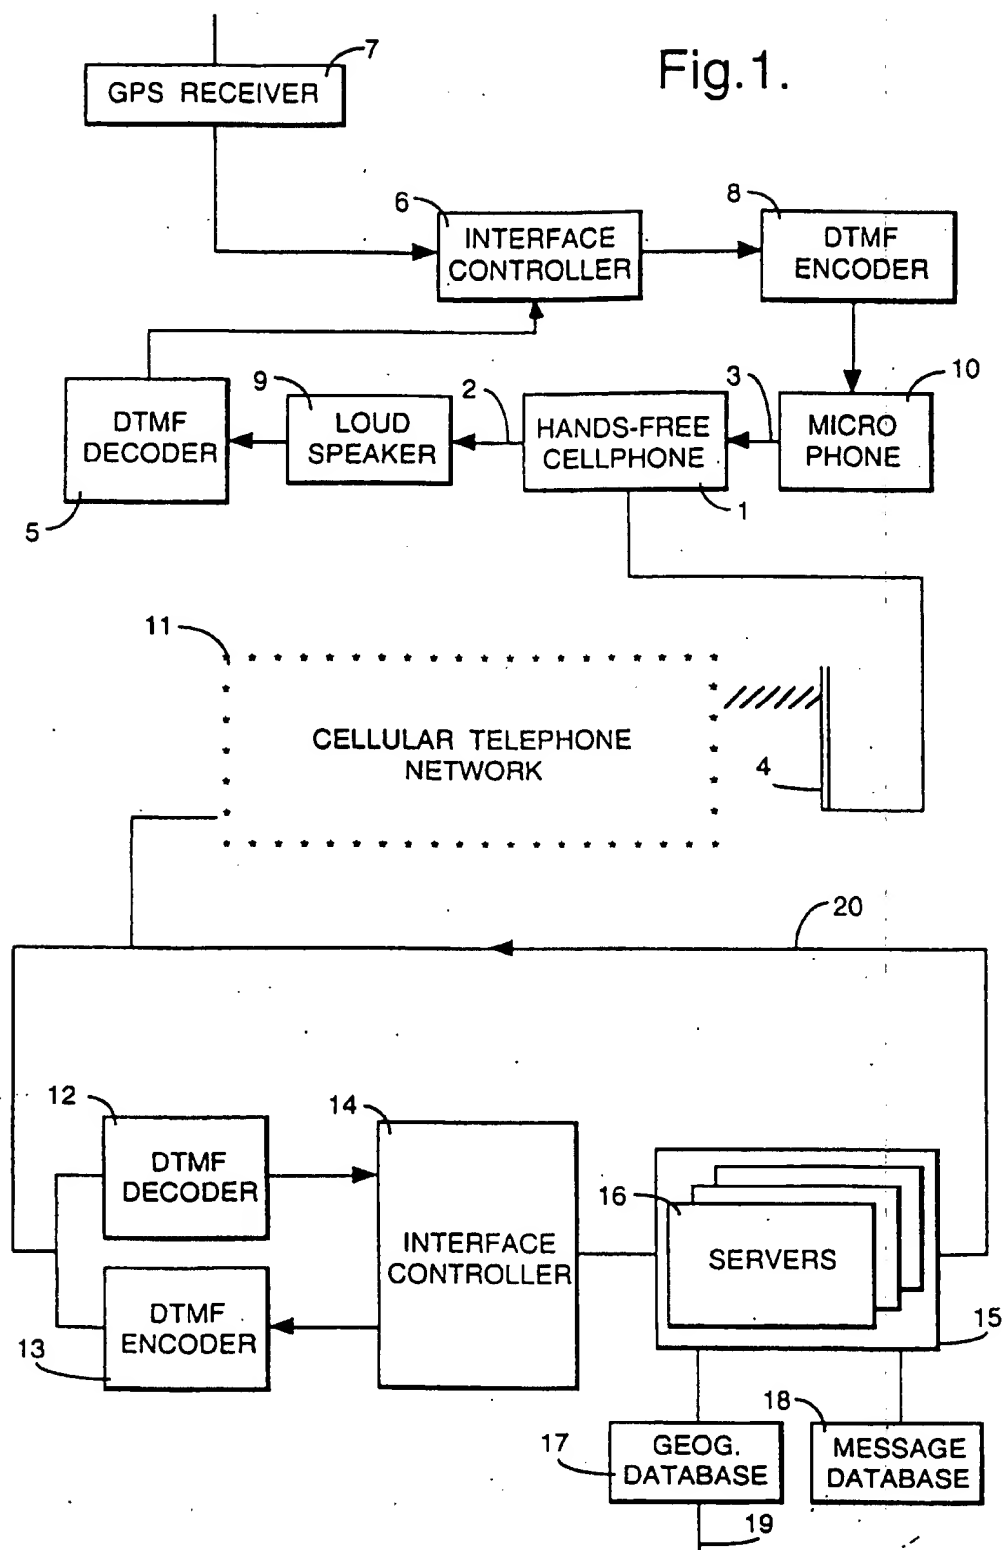 Fig.1.
7
GPS RECEIVER
6
8
INTERFACE
CONTROLLER
DTMF
ENCODER
9
2
3
10
DTMF
DECODER
LOUD
SPEAKER
HANDS-FREE
CELLPHONE
MICRO
PHONE
5
1
11
CELLULAR TELEPHONE
NETWORK
4
20
12
14
DTMF
DECODER
16
INTERFACE
CONTROLLER
SERVERS
DTMF
ENCODER
13
15
17
18
GEOG.
DATABASE
MESSAGE
DATABASE
19